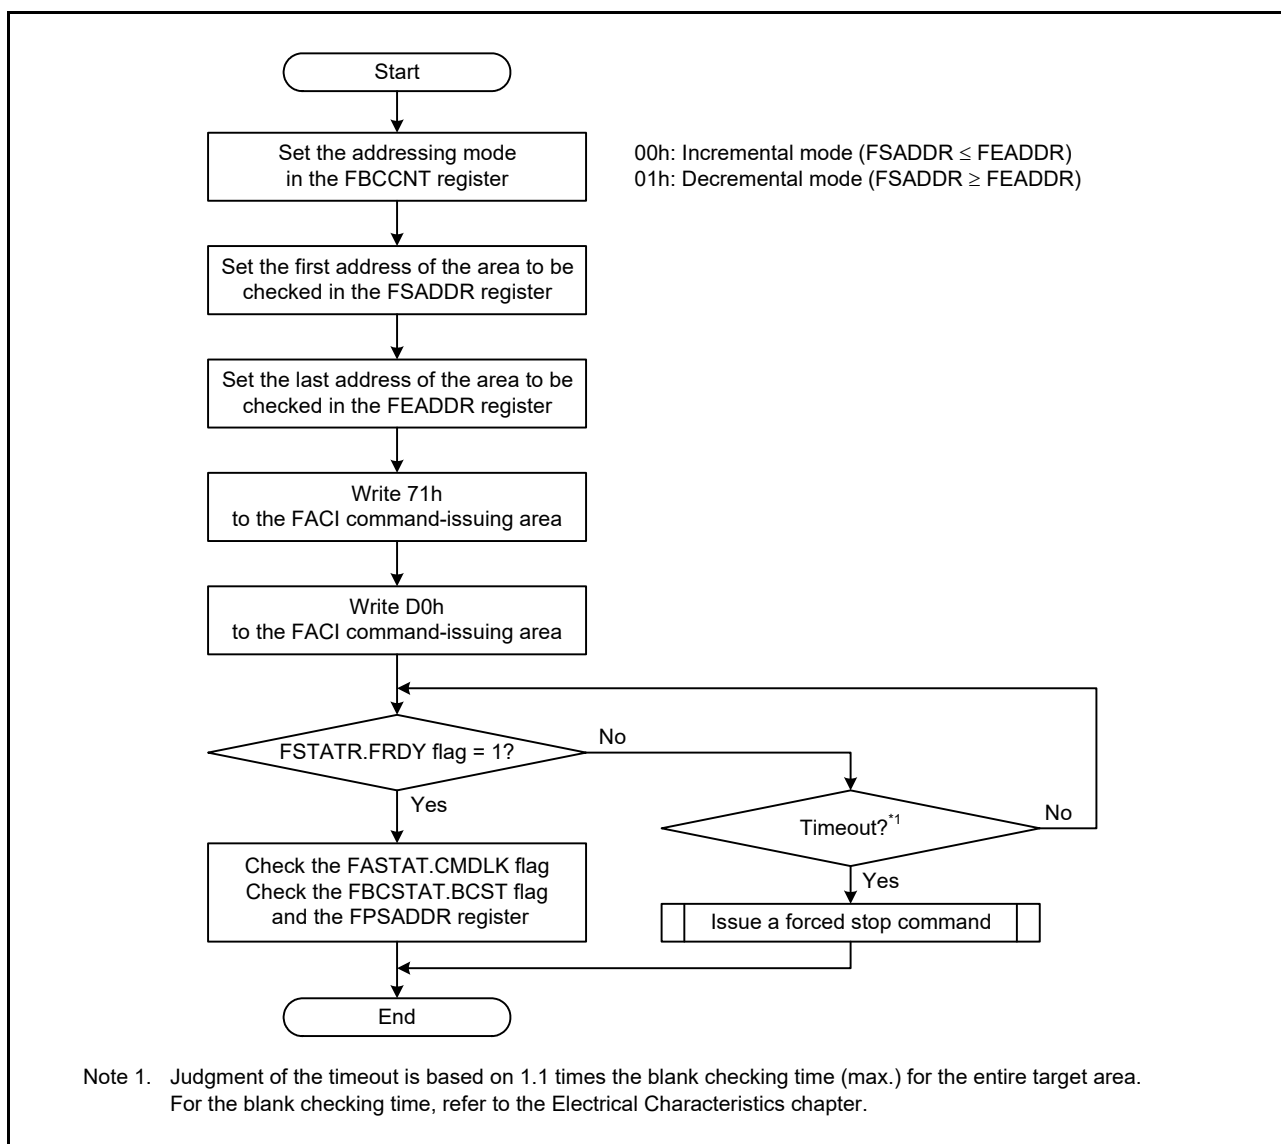 Start
Set the addressing mode
in the FBCCNT register
00h: Incremental mode (FSADDR ≤ FEADDR)
01h: Decremental mode (FSADDR ≥ FEADDR)
Set the first address of the area to be
checked in the FSADDR register
Set the last address of the area to be
checked in the FEADDR register
Write 71h
to the FACI command-issuing area
Write D0h
to the FACI command-issuing area
FSTATR.FRDY flag = 1?
No
Yes
Timeout?*1
No
Yes
Check the FASTAT.CMDLK flag
Check the FBCSTAT.BCST flag
and the FPSADDR register
Issue a forced stop command
End
Note 1. Judgment of the timeout is based on 1.1 times the blank checking time (max.) for the entire target area.
For the blank checking time, refer to the Electrical Characteristics chapter.